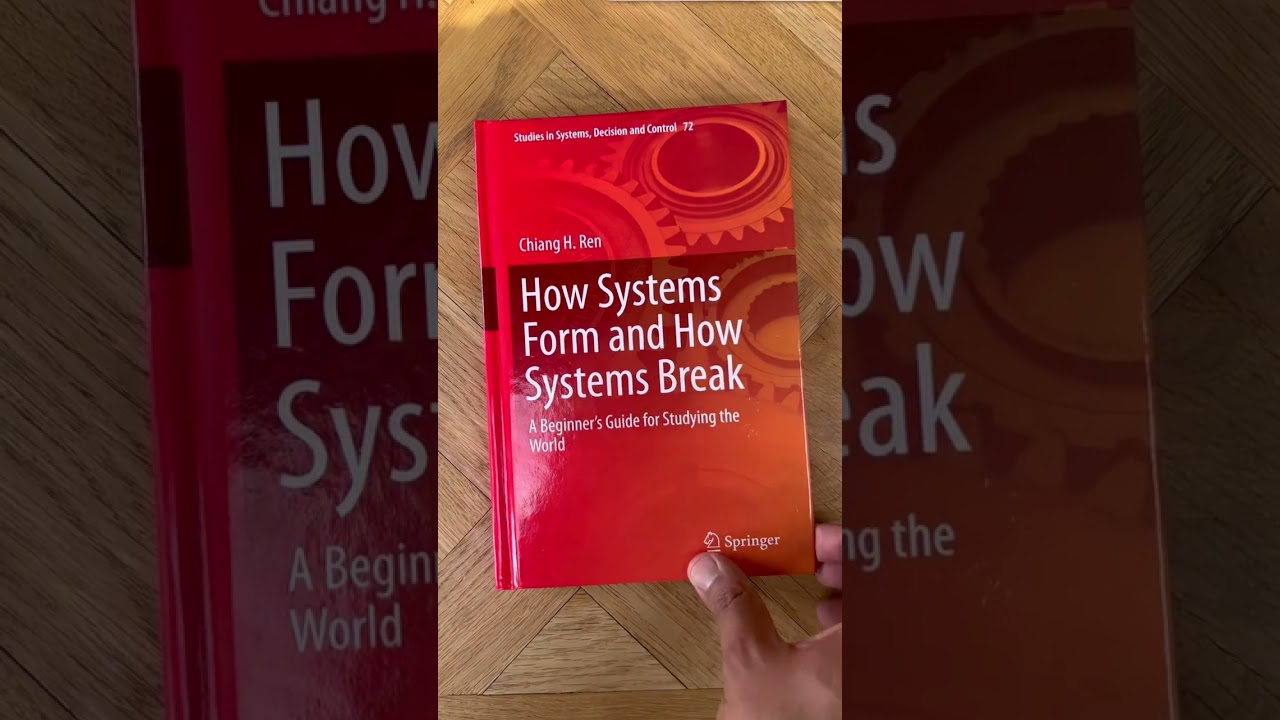 Studies in Systems, Decision and Control 72
Chiang H. Ren
How Systems
Form and How
Systems Break
A Beginner's Guide for Studying the
World
Springer